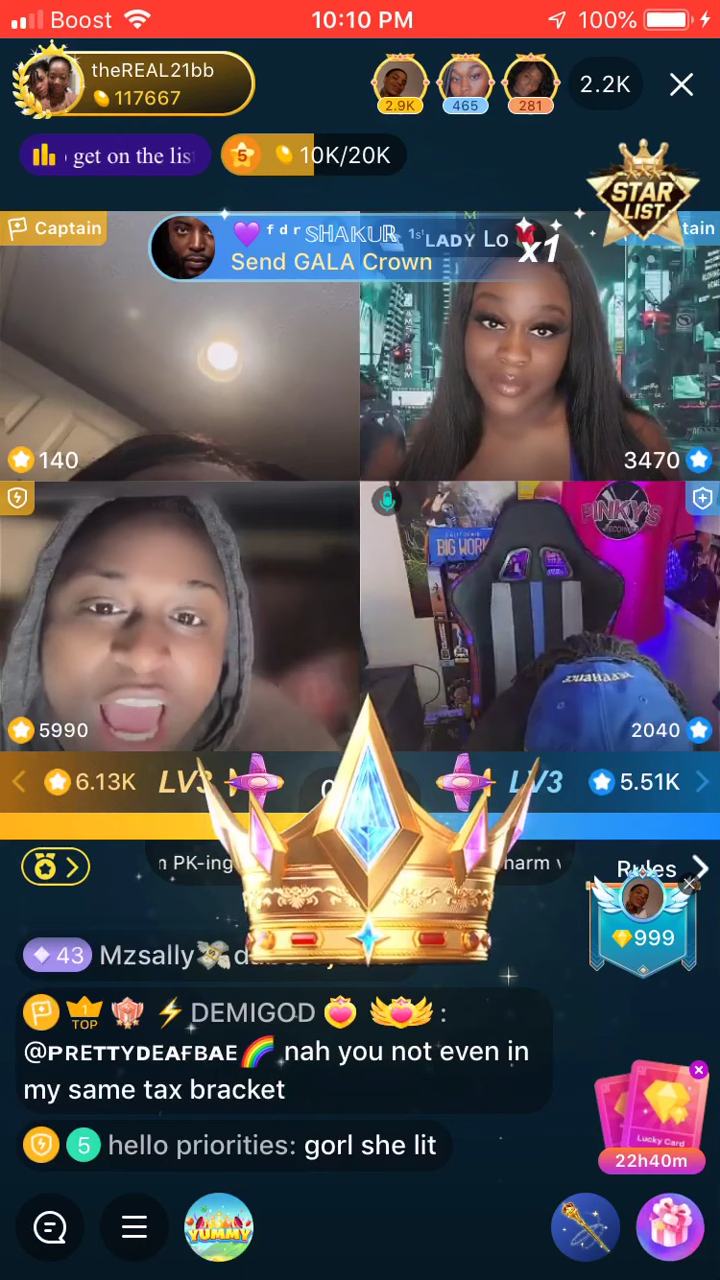 Boost
10:10 PM
100%
theREAL21bb
117667
2.9K
465
281
2.2K
get on the lis
5
10K/20K
STAR
LIST
Captain
tain
ᶠ ᵈ ʳ 𝕊ℍ𝔸𝕂𝕌ℝ
1ˢᵗ ʟᴀᴅʏ Lo
x1
Send GALA Crown
140
3470
BIG WORK
PINKY'S
5990
2040
6.13K
LV3
LV3
5.51K
PK-ing
harm
Rules
999
43
Mzsally
1
TOP
DEMIGOD
:
@ᴘʀᴇᴛᴛʏᴅᴇᴀꜰʙᴀᴇ nah you not even in
my same tax bracket
5
hello priorities: gorl she lit
Lucky Card
22h40m
YUMMY